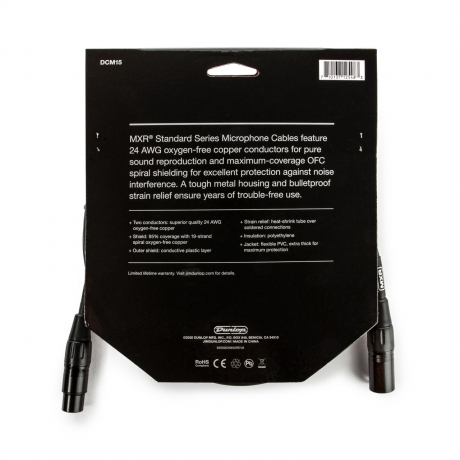 DCM15
MXR® Standard Series Microphone Cables feature
24 AWG oxygen-free copper conductors for pure
sound reproduction and maximum-coverage OFC
spiral shielding for excellent protection against noise
interference. A tough metal housing and bulletproof
strain relief ensure years of trouble-free use.
• Two conductors: superior quality 24 AWG
oxygen-free copper
• Shield: 95% coverage with 19-strand
spiral oxygen-free copper
• Outer shield: conductive plastic layer
• Strain relief: heat-shrink tube over
soldered connections
• Insulation: polyethylene
• Jacket: flexible PVC, extra thick for
maximum protection
Limited lifetime warranty. Visit jimdunlop.com for details.
MXR
Dunlop
©2020 DUNLOP MFG. INC., P.O. BOX 846, BENICIA, CA 94510
JIMDUNLOP.COM
MADE IN CHINA
RoHS
Compliant
CE